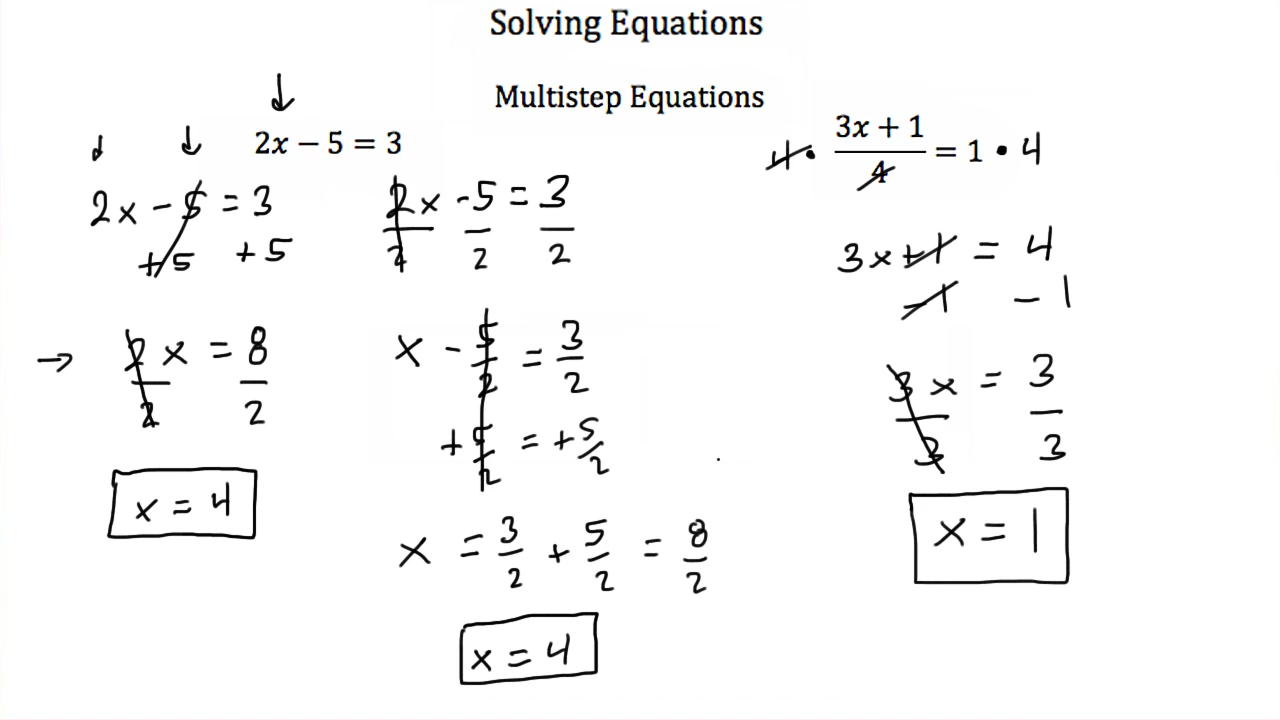 Solving Equations
Multistep Equations
2x − 5 = 3
2x - 5 = 3
+5 +5
2x = 8
2 2
x = 4
2x -5 = 3
2 2 2
x - 5/2 = 3/2
+5/2 = +5/2
x = 3/2 + 5/2 = 8/2
x = 4
4 • (3x + 1)/4 = 1 • 4
3x+1 = 4
-1 -1
3x = 3
3 3
x = 1